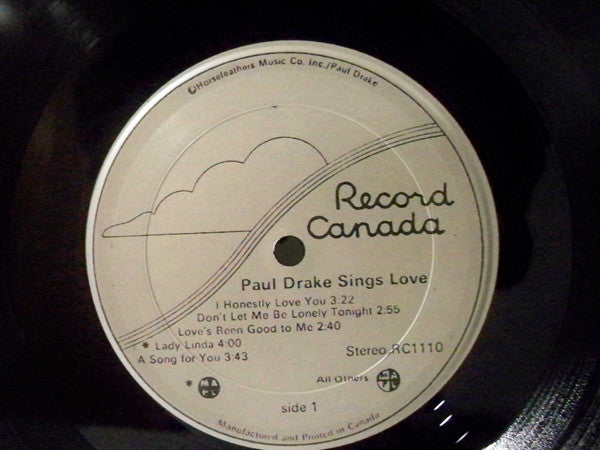 ©Horsefeathers Music Co. Inc./Paul Drake
Record
Canada
Paul Drake Sings Love
I Honestly Love You 3:22
Don't Let Me Be Lonely Tonight 2:55
Love's Been Good to Me 2:40
* Lady Linda 4:00
A Song for You 3:43
Stereo RC1110
* MAPL
All Others
side 1
Manufactured and Printed in Canada